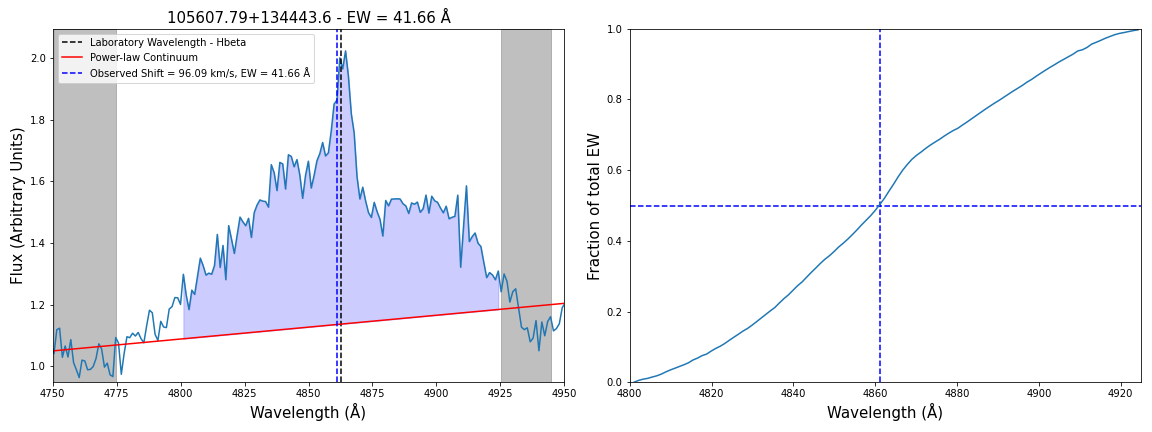 105607.79+134443.6 - EW = 41.66 Å
Laboratory Wavelength - Hbeta
Power-law Continuum
Observed Shift = 96.09 km/s, EW = 41.66 Å
Flux (Arbitrary Units)
2.0
1.8
1.6
1.4
1.2
1.0
4750 4775 4800 4825 4850 4875 4900 4925 4950
Wavelength (Å)
Fraction of total EW
1.0
0.8
0.6
0.4
0.2
0.0
4800 4820 4840 4860 4880 4900 4920
Wavelength (Å)